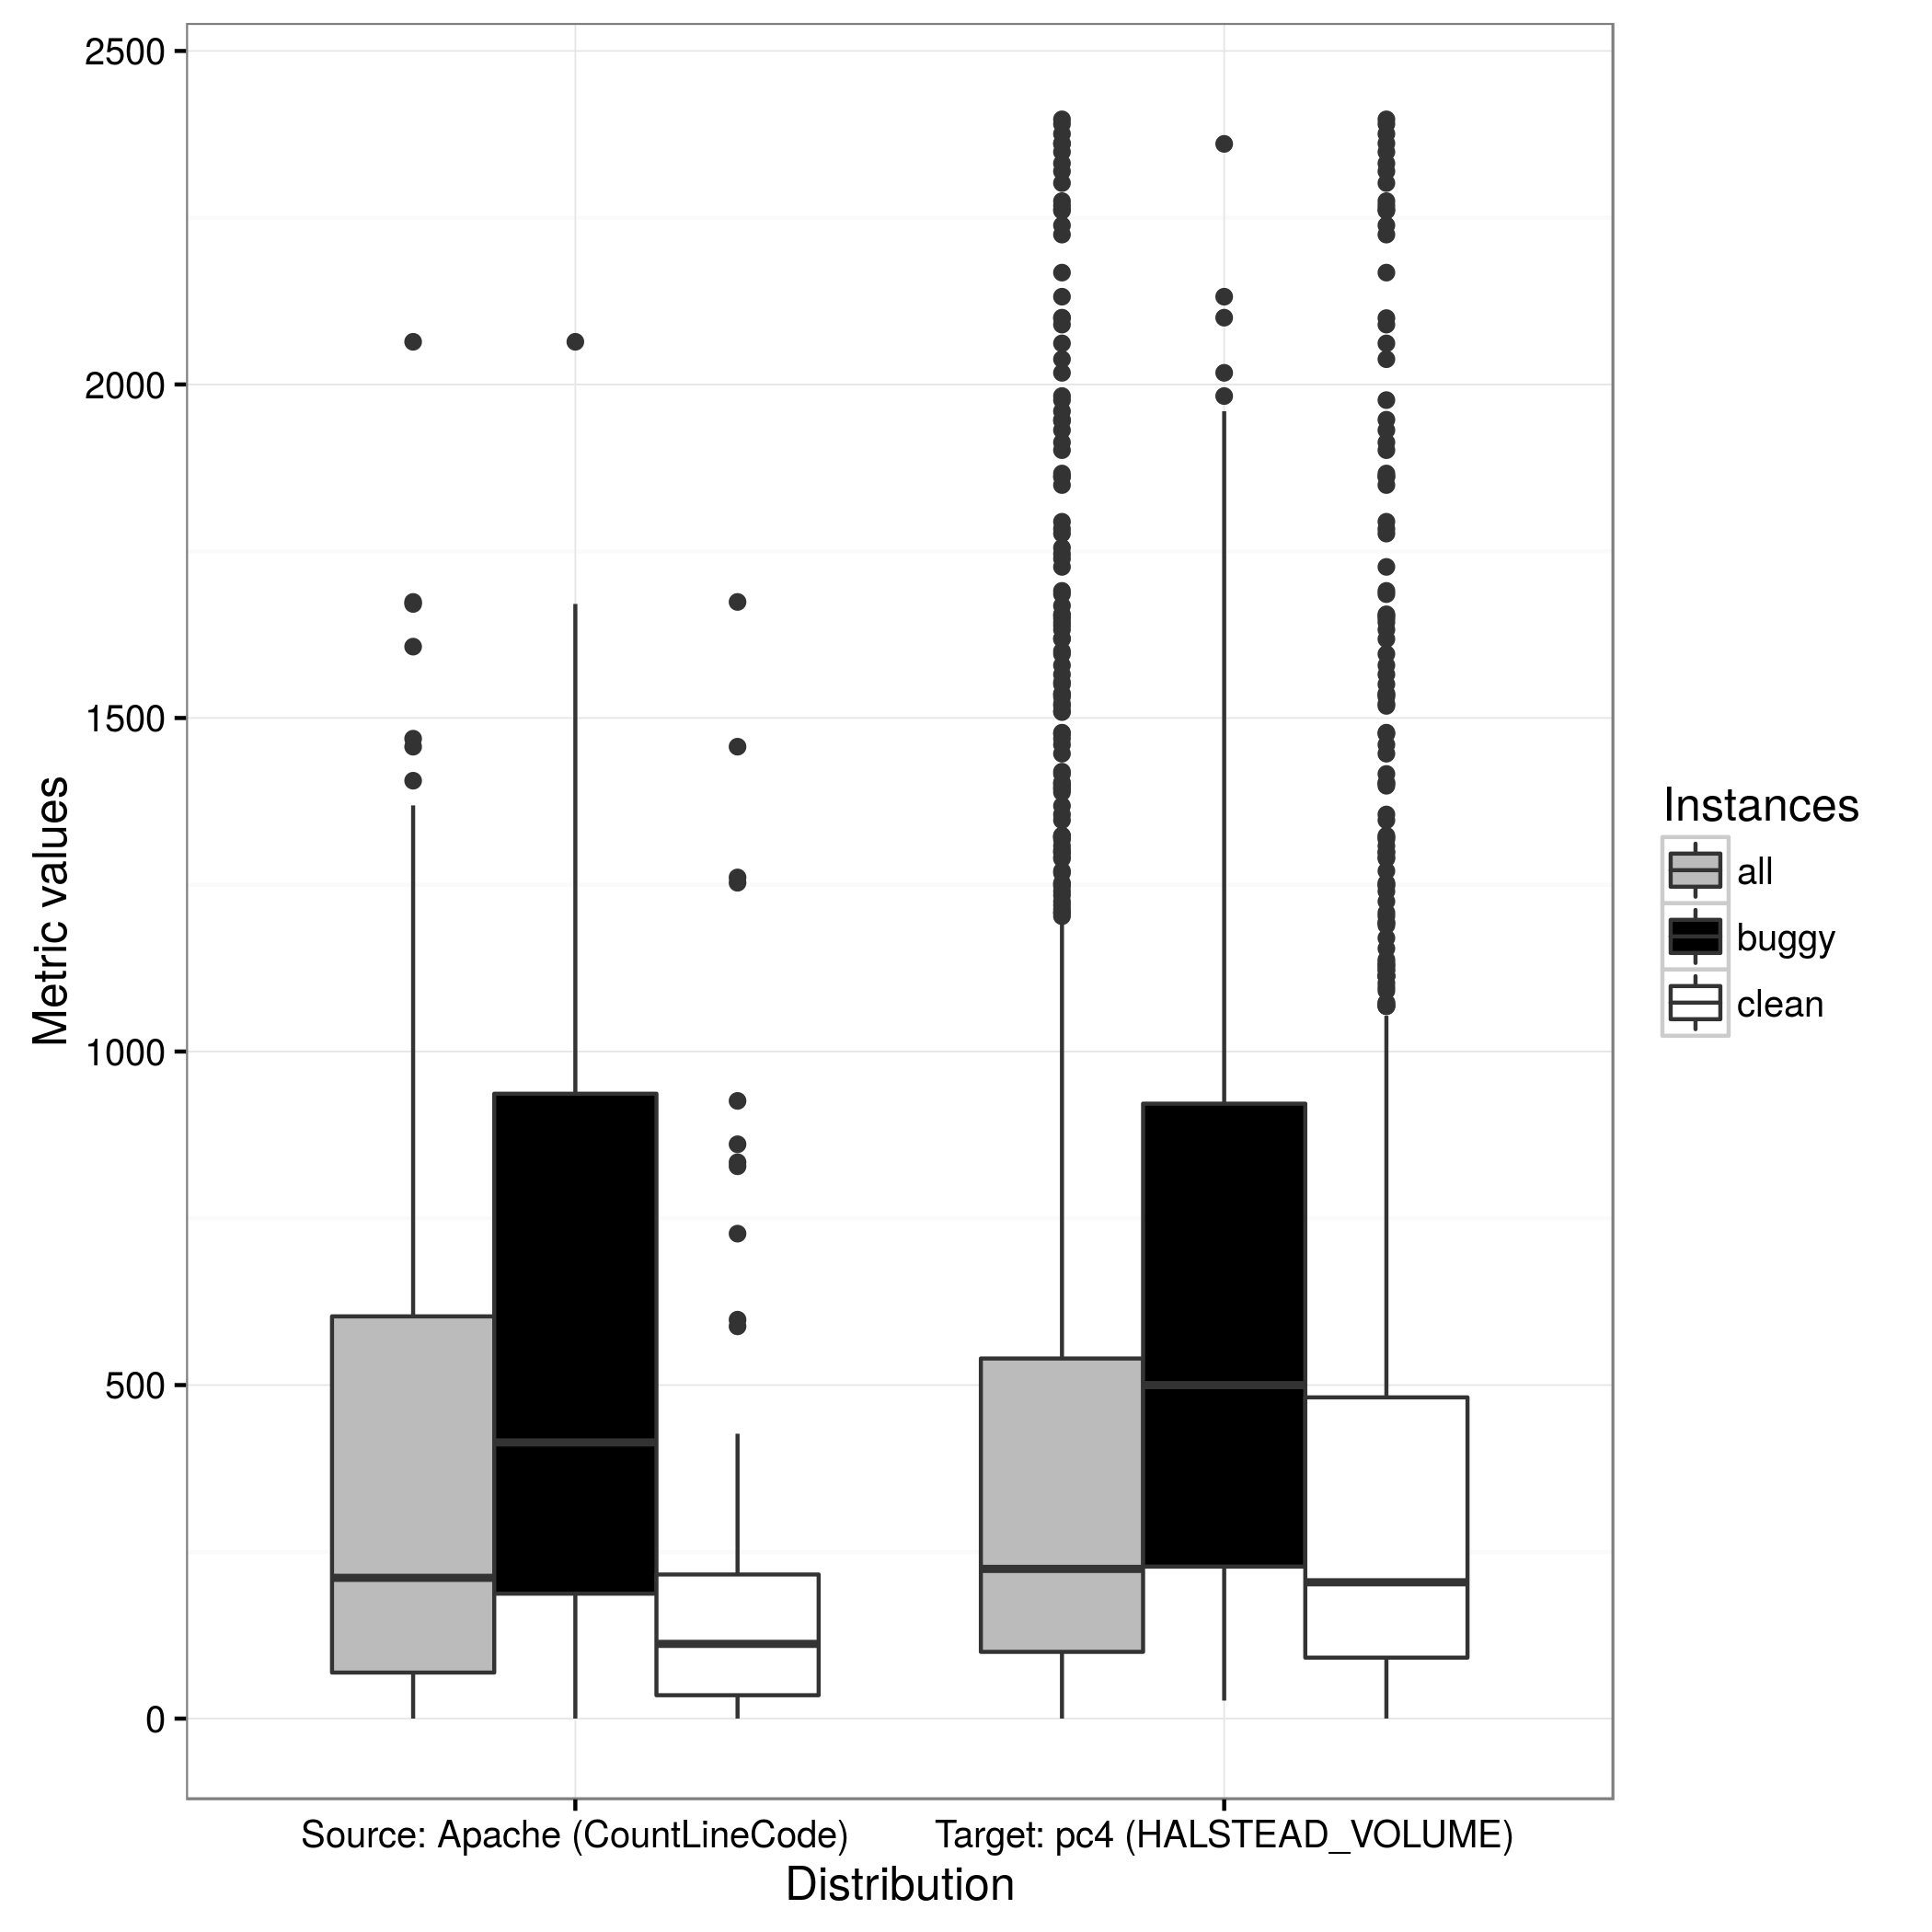 2500
2000
1500
1000
500
0
Metric values
Source: Apache (CountLineCode)
Target: pc4 (HALSTEAD_VOLUME)
Distribution
Instances
all
buggy
clean